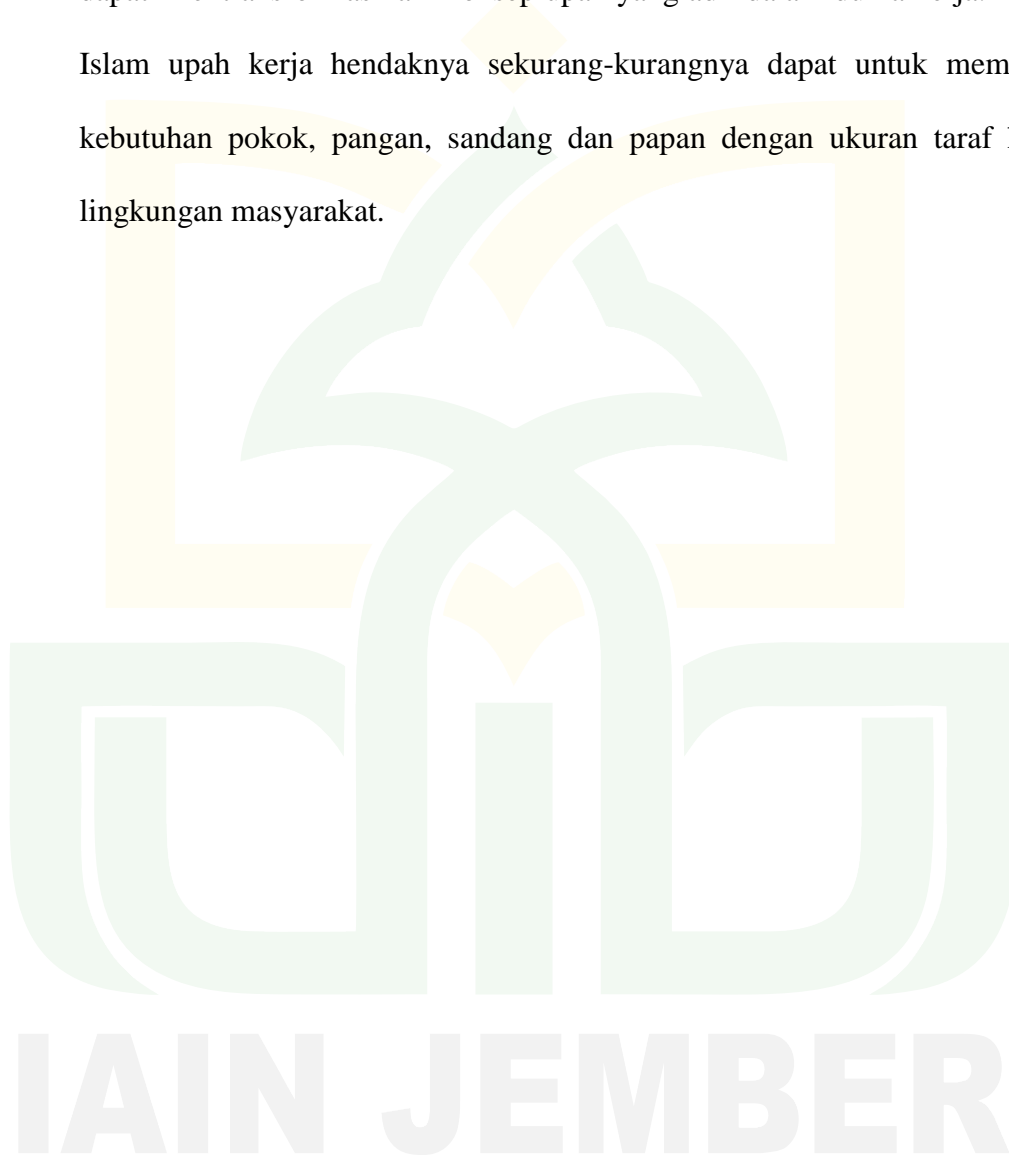 Islam upah kerja hendaknya sekurang-kurangnya dapat untuk mem
kebutuhan pokok, pangan, sandang dan papan dengan ukuran taraf
lingkungan masyarakat.
IAIN JEMBER